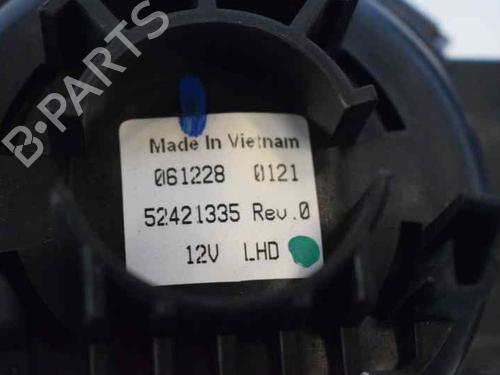 B-PARTS
Made In Vietnam
061228 0121
52421335 Rev.0
12V LHD